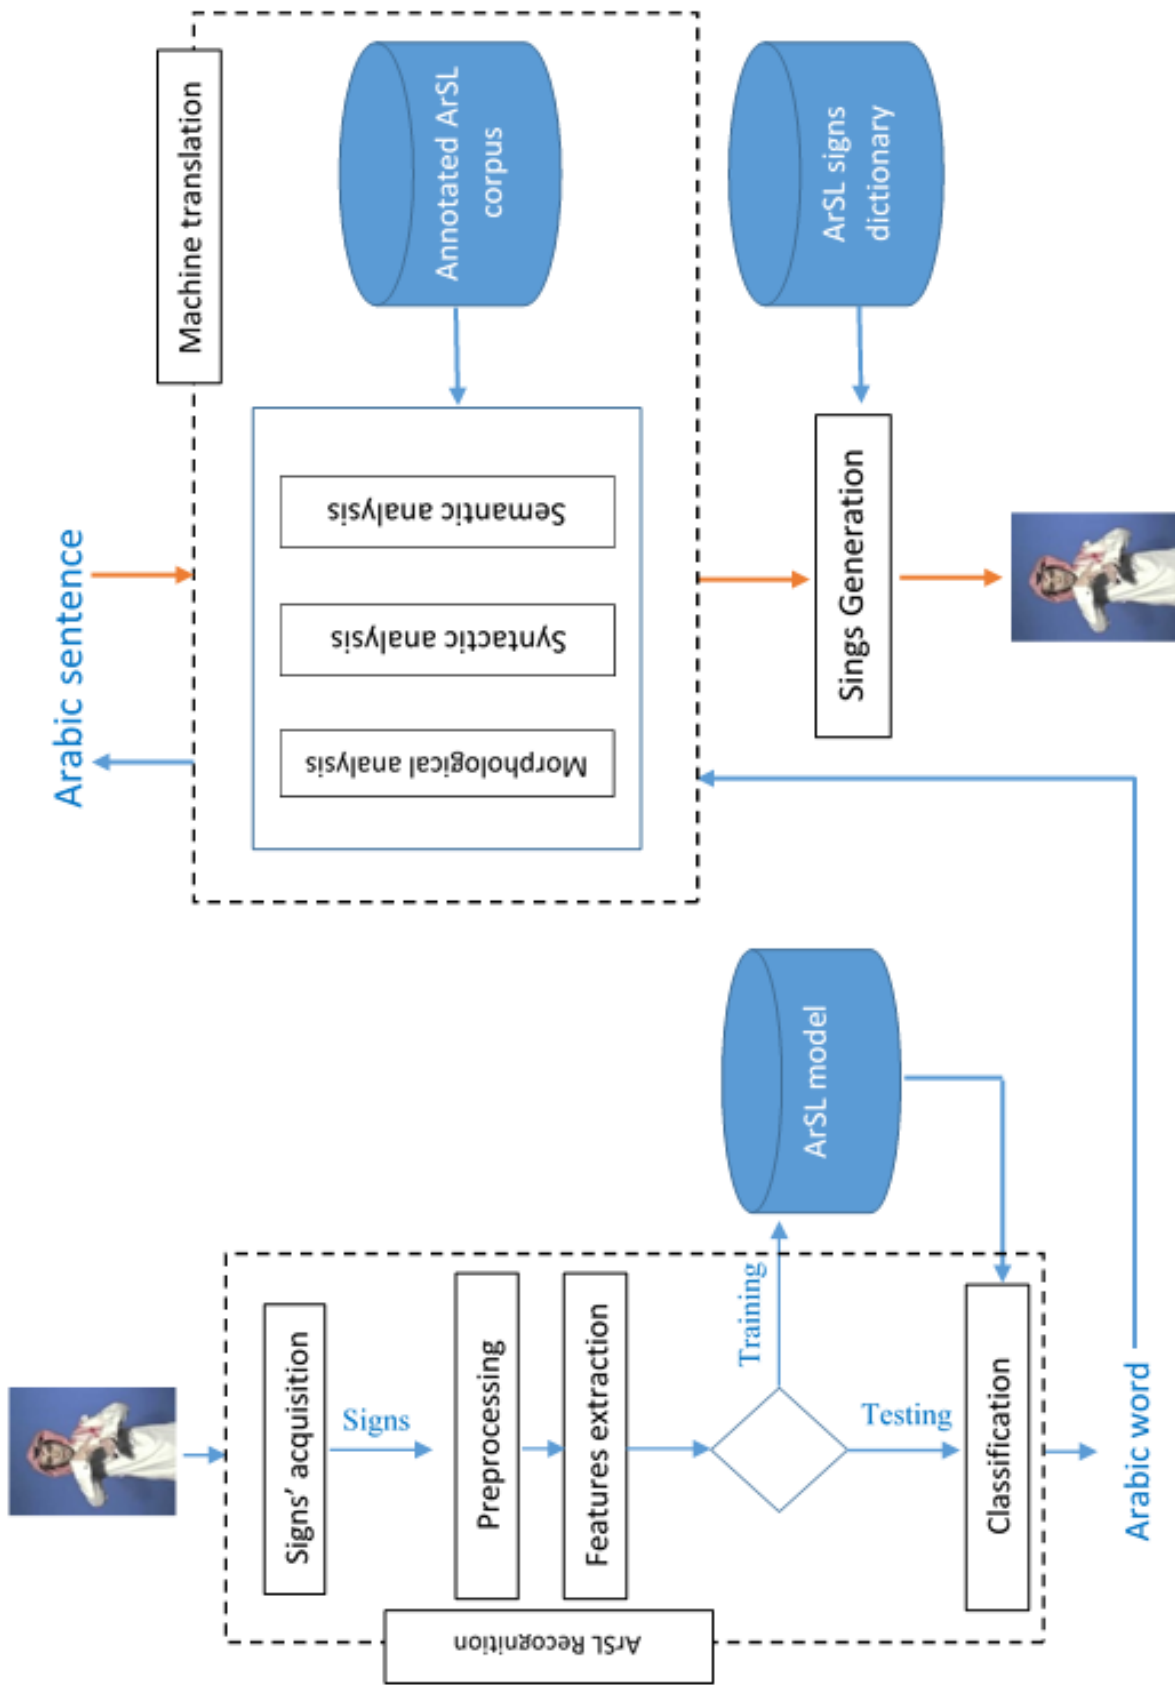 Signs' acquisition
Signs
Preprocessing
Features extraction
Training
Testing
Classification
ArSL Recognition
ArSL model
Arabic word
Arabic sentence
Machine translation
Morphological analysis
Syntactic analysis
Semantic analysis
Annotated ArSL
corpus
Sings Generation
ArSL signs
dictionary